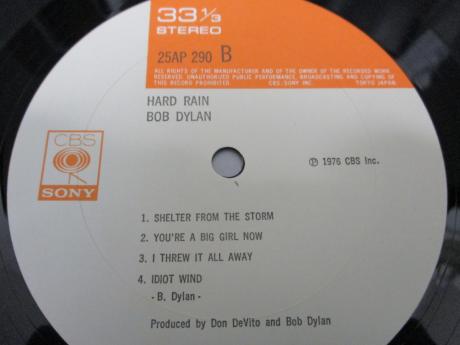 33 1/3
STEREO
25AP 290 B
ALL RIGHTS OF THE MANUFACTURER AND OF THE OWNER OF THE RECORDED WORK
RESERVED. UNAUTHORIZED PUBLIC PERFORMANCE, BROADCASTING AND COPYING OF
THIS RECORD PROHIBITED. CBS/SONY INC. TOKYO JAPAN.
HARD RAIN
BOB DYLAN
CBS
SONY
℗ 1976 CBS Inc.
1. SHELTER FROM THE STORM
2. YOU'RE A BIG GIRL NOW
3. I THREW IT ALL AWAY
4. IDIOT WIND
- B. Dylan -
Produced by Don DeVito and Bob Dylan